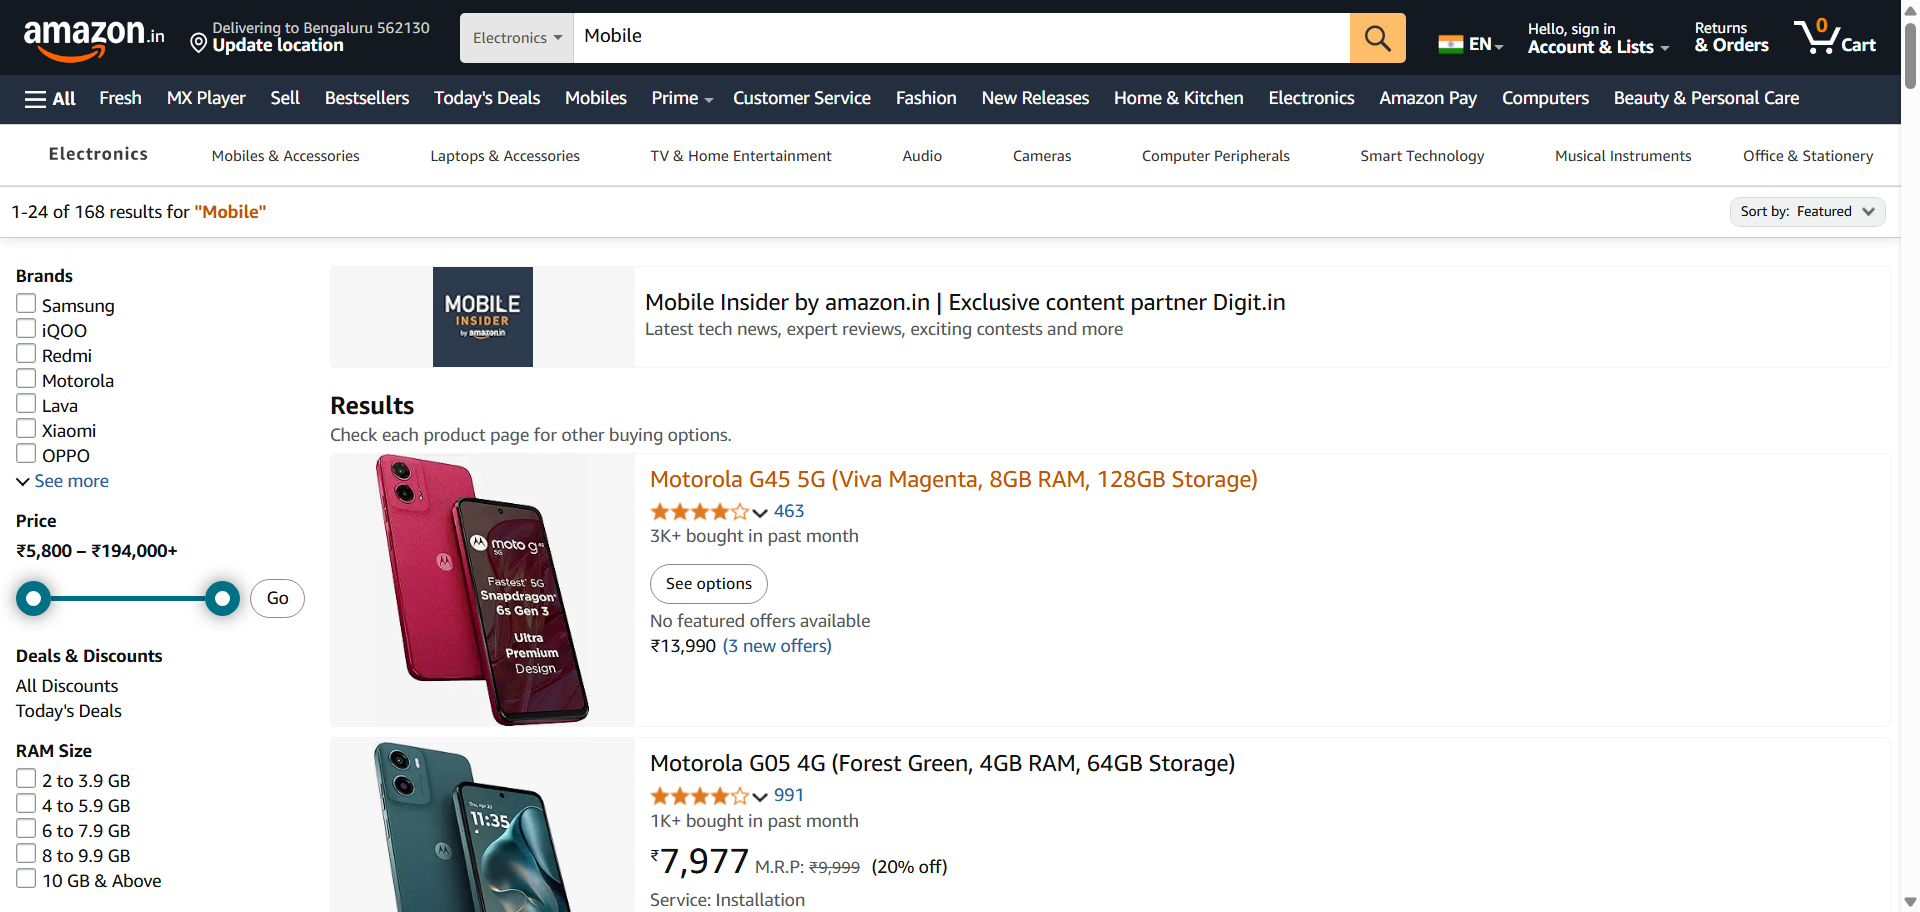 amazon.in
Delivering to Bengaluru 562130
Update location
Electronics
Mobile
EN
Hello, sign in
Account & Lists
Returns
& Orders
0
Cart
All
Fresh
MX Player
Sell
Bestsellers
Today's Deals
Mobiles
Prime
Customer Service
Fashion
New Releases
Home & Kitchen
Electronics
Amazon Pay
Computers
Beauty & Personal Care
Electronics
Mobiles & Accessories
Laptops & Accessories
TV & Home Entertainment
Audio
Cameras
Computer Peripherals
Smart Technology
Musical Instruments
Office & Stationery
1-24 of 168 results for "Mobile"
Sort by: Featured
Brands
Samsung
iQOO
Redmi
Motorola
Lava
Xiaomi
OPPO
See more
Price
₹5,800 – ₹194,000+
Go
Deals & Discounts
All Discounts
Today's Deals
RAM Size
2 to 3.9 GB
4 to 5.9 GB
6 to 7.9 GB
8 to 9.9 GB
10 GB & Above
MOBILE
INSIDER
by amazon.in
Mobile Insider by amazon.in | Exclusive content partner Digit.in
Latest tech news, expert reviews, exciting contests and more
Results
Check each product page for other buying options.
moto g45
5G
Fastest 5G
Snapdragon
6s Gen 3
Ultra
Premium
Design
Motorola G45 5G (Viva Magenta, 8GB RAM, 128GB Storage)
463
3K+ bought in past month
See options
No featured offers available
₹13,990 (3 new offers)
11:35
Motorola G05 4G (Forest Green, 4GB RAM, 64GB Storage)
991
1K+ bought in past month
₹7,977 M.R.P: ₹9,999 (20% off)
Service: Installation